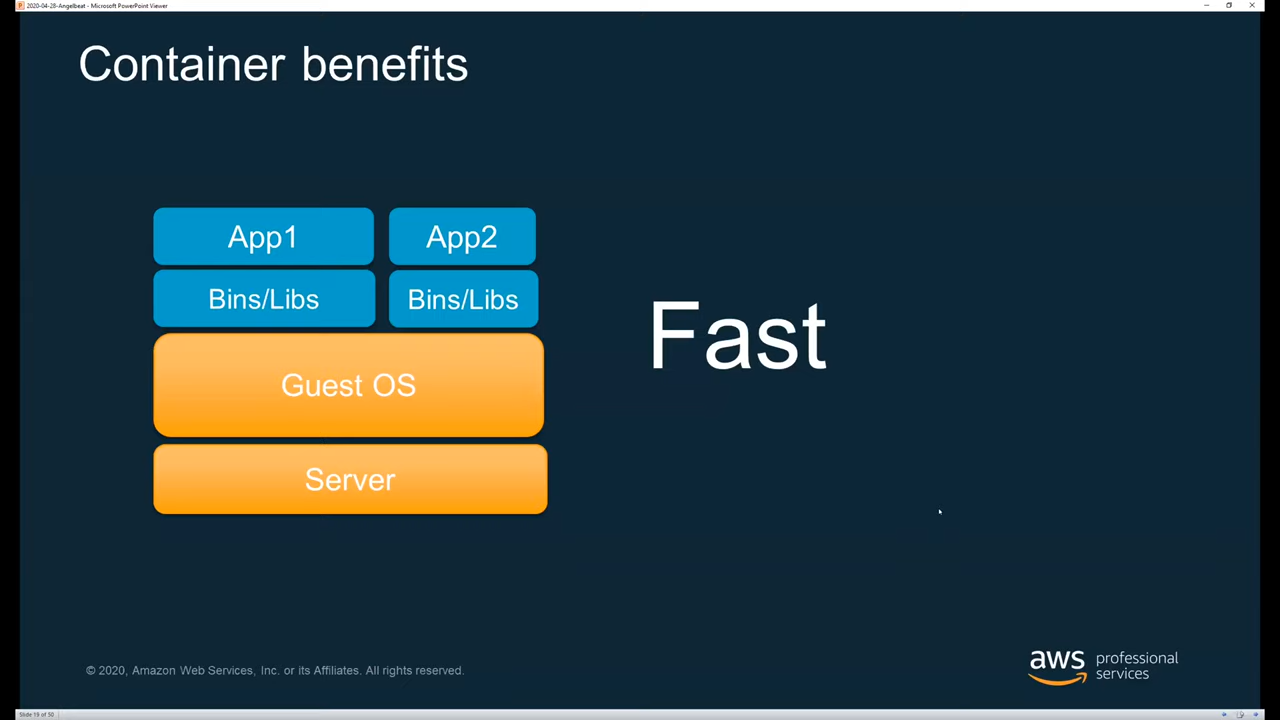 2020-04-28-Angelbeat - Microsoft PowerPoint Viewer
Container benefits
App1 App2
Bins/Libs Bins/Libs
Fast
Guest OS
Server
© 2020, Amazon Web Services, Inc. or its Affiliates. All rights reserved.
aws professional services
Slide 19 of 50